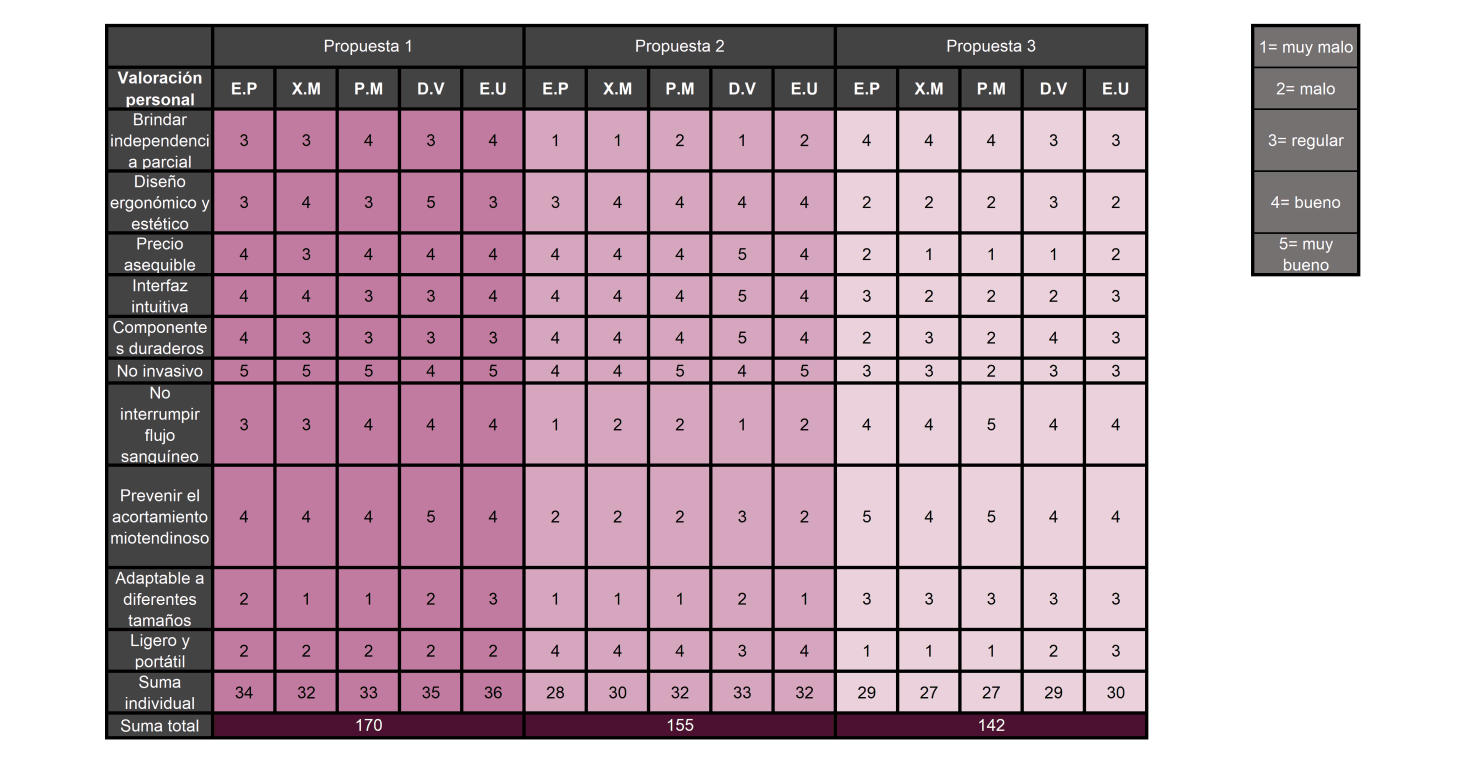 Propuesta 1 Propuesta 2 Propuesta 3
Valoración
personal
E.P X.M P.M D.V E.U E.P X.M P.M D.V E.U E.P X.M P.M D.V E.U
Brindar
independenci
a parcial
3 3 4 3 4 1 1 2 1 2 4 4 4 3 3
Diseño
ergonómico y
estético
3 4 3 5 3 3 4 4 4 4 2 2 2 3 2
Precio
asequible
4 3 4 4 4 4 4 4 5 4 2 1 1 1 2
Interfaz
intuitiva
4 4 3 3 4 4 4 4 5 4 3 2 2 2 3
Componente
s duraderos
4 3 3 3 3 4 4 4 5 4 2 3 2 4 3
No invasivo 5 5 5 4 5 4 4 5 4 5 3 3 2 3 3
No
interrumpir
flujo
sanguíneo
3 3 4 4 4 1 2 2 1 2 4 4 5 4 4
Prevenir el
acortamiento
miotendinoso
4 4 4 5 4 2 2 2 3 2 5 4 5 4 4
Adaptable a
diferentes
tamaños
2 1 1 2 3 1 1 1 2 1 3 3 3 3 3
Ligero y
portátil
2 2 2 2 2 4 4 4 3 4 1 1 1 2 3
Suma
individual
34 32 33 35 36 28 30 32 33 32 29 27 27 29 30
Suma total 170 155 142
1= muy malo
2= malo
3= regular
4= bueno
5= muy
bueno